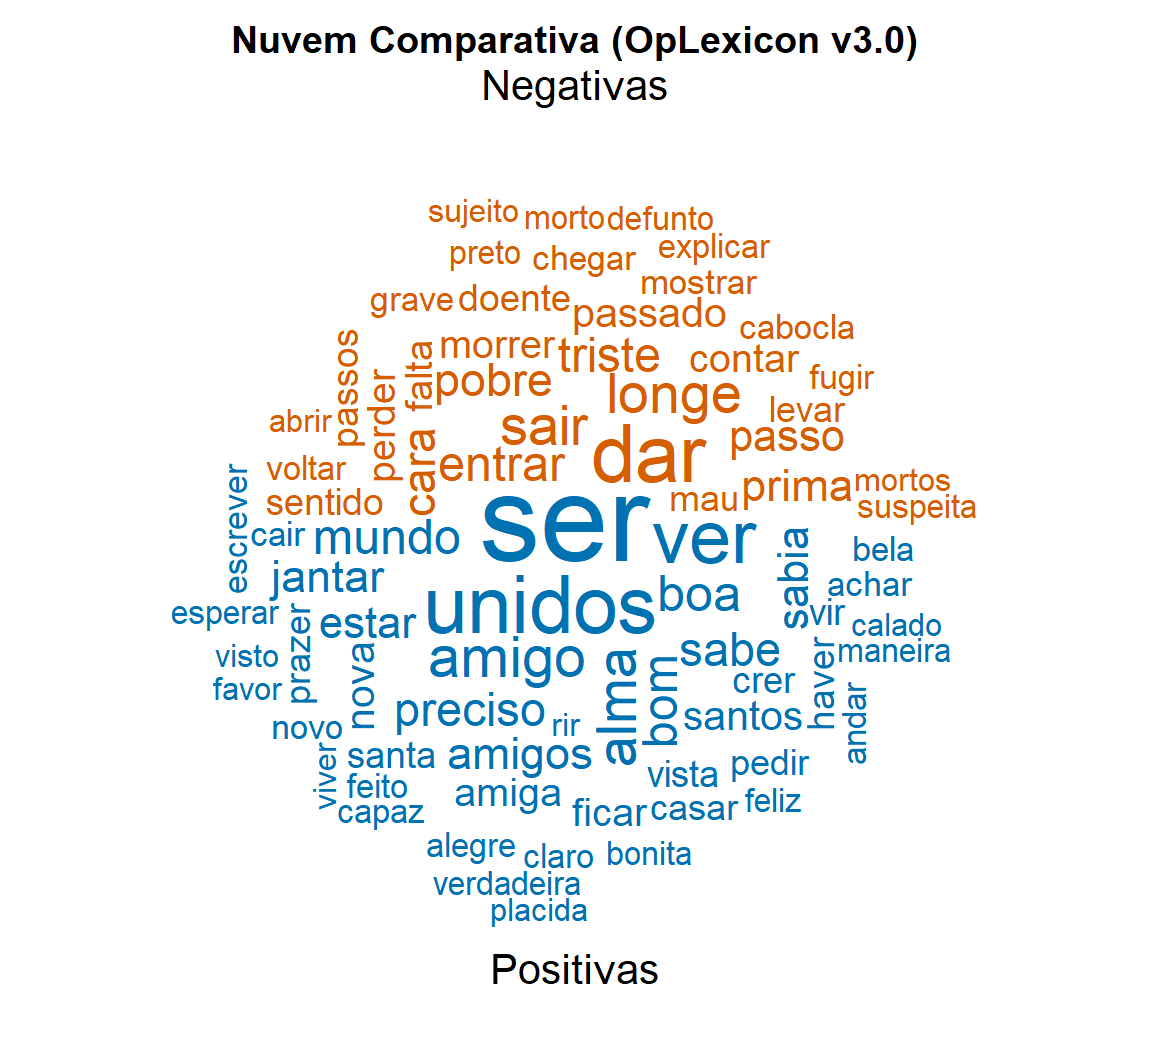 Nuvem Comparativa (OpLexicon v3.0)
Negativas
sujeito morto defunto
preto chegar explicar
mostrar
grave doente passado
cabocla
passos falta morrer triste contar
perder pobre longe fugir
abrir cara sair dar levar passo
voltar entrar
sentido mau prima mortos
suspeita
escrever cair mundo ser ver sabia bela
jantar unidos boa achar
esperar prazer estar vir calado
visto nova amigo alma bom sabe haver maneira
favor crer andar
novo preciso rir santos
viver santa amigos vista pedir
feito amiga
capaz ficar casar feliz
alegre claro bonita
verdadeira
placida
Positivas